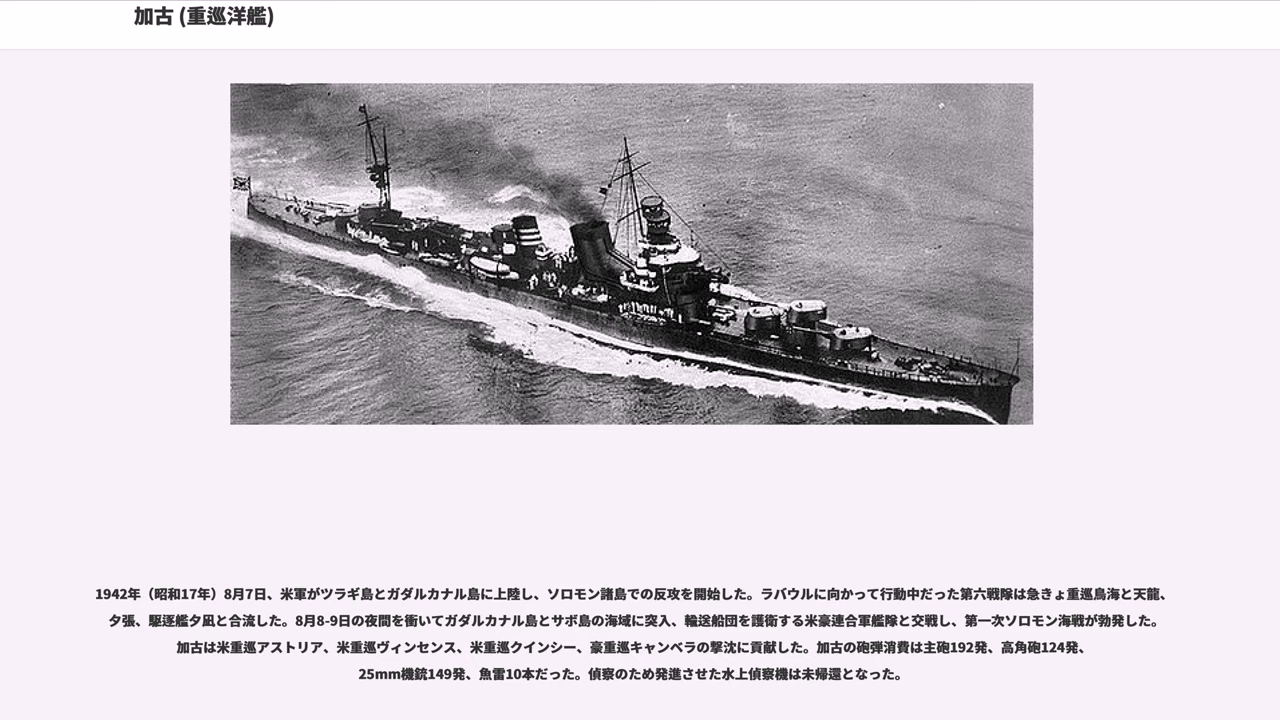 加古 (重巡洋艦)
1942年（昭和17年）8月7日、米軍がツラギ島とガダルカナル島に上陸し、ソロモン諸島での反攻を開始した。ラバウルに向かって行動中だった第六戦隊は急きょ重巡鳥海と天龍、
夕張、駆逐艦夕凪と合流した。8月8-9日の夜間を衝いてガダルカナル島とサボ島の海域に突入、輸送船団を護衛する米豪連合軍艦隊と交戦し、第一次ソロモン海戦が勃発した。
加古は米重巡アストリア、米重巡ヴィンセンス、米重巡クインシー、豪重巡キャンベラの撃沈に貢献した。加古の砲弾消費は主砲192発、高角砲124発、
25mm機銃149発、魚雷10本だった。偵察のため発進させた水上偵察機は未帰還となった。